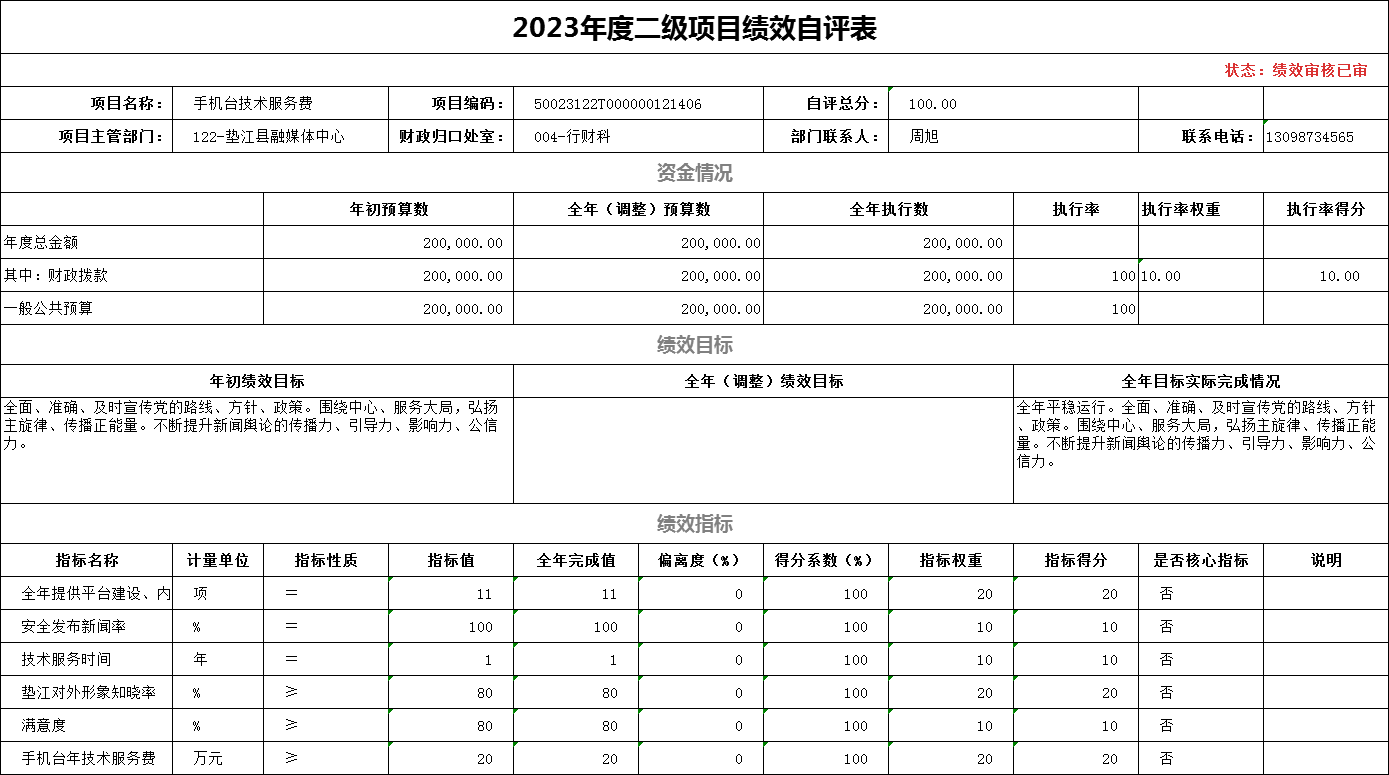 2023年度二级项目绩效自评表
状态：绩效审核已审
项目名称： 手机台技术服务费 项目编码： 50023122T000000121406 自评总分： 100.00
项目主管部门： 122-垫江县融媒体中心 财政归口处室： 004-行财科 部门联系人： 周旭 联系电话： 13098734565
资金情况
年初预算数 全年（调整）预算数 全年执行数 执行率 执行率权重 执行率得分
年度总金额 200,000.00 200,000.00 200,000.00
其中：财政拨款 200,000.00 200,000.00 200,000.00 100 10.00 10.00
一般公共预算 200,000.00 200,000.00 200,000.00 100
绩效目标
年初绩效目标 全年（调整）绩效目标 全年目标实际完成情况
全面、准确、及时宣传党的路线、方针、政策。围绕中心、服务大局，弘扬
主旋律、传播正能量。不断提升新闻舆论的传播力、引导力、影响力、公信
力。
全年平稳运行。全面、准确、及时宣传党的路线、方针
、政策。围绕中心、服务大局，弘扬主旋律、传播正能
量。不断提升新闻舆论的传播力、引导力、影响力、公
信力。
绩效指标
指标名称 计量单位 指标性质 指标值 全年完成值 偏离度（%） 得分系数（%） 指标权重 指标得分 是否核心指标 说明
全年提供平台建设、内 项 ＝ 11 11 0 100 20 20 否
安全发布新闻率 % ＝ 100 100 0 100 10 10 否
技术服务时间 年 ＝ 1 1 0 100 10 10 否
垫江对外形象知晓率 % ≥ 80 80 0 100 20 20 否
满意度 % ≥ 80 80 0 100 10 10 否
手机台年技术服务费 万元 ≥ 20 20 0 100 20 20 否